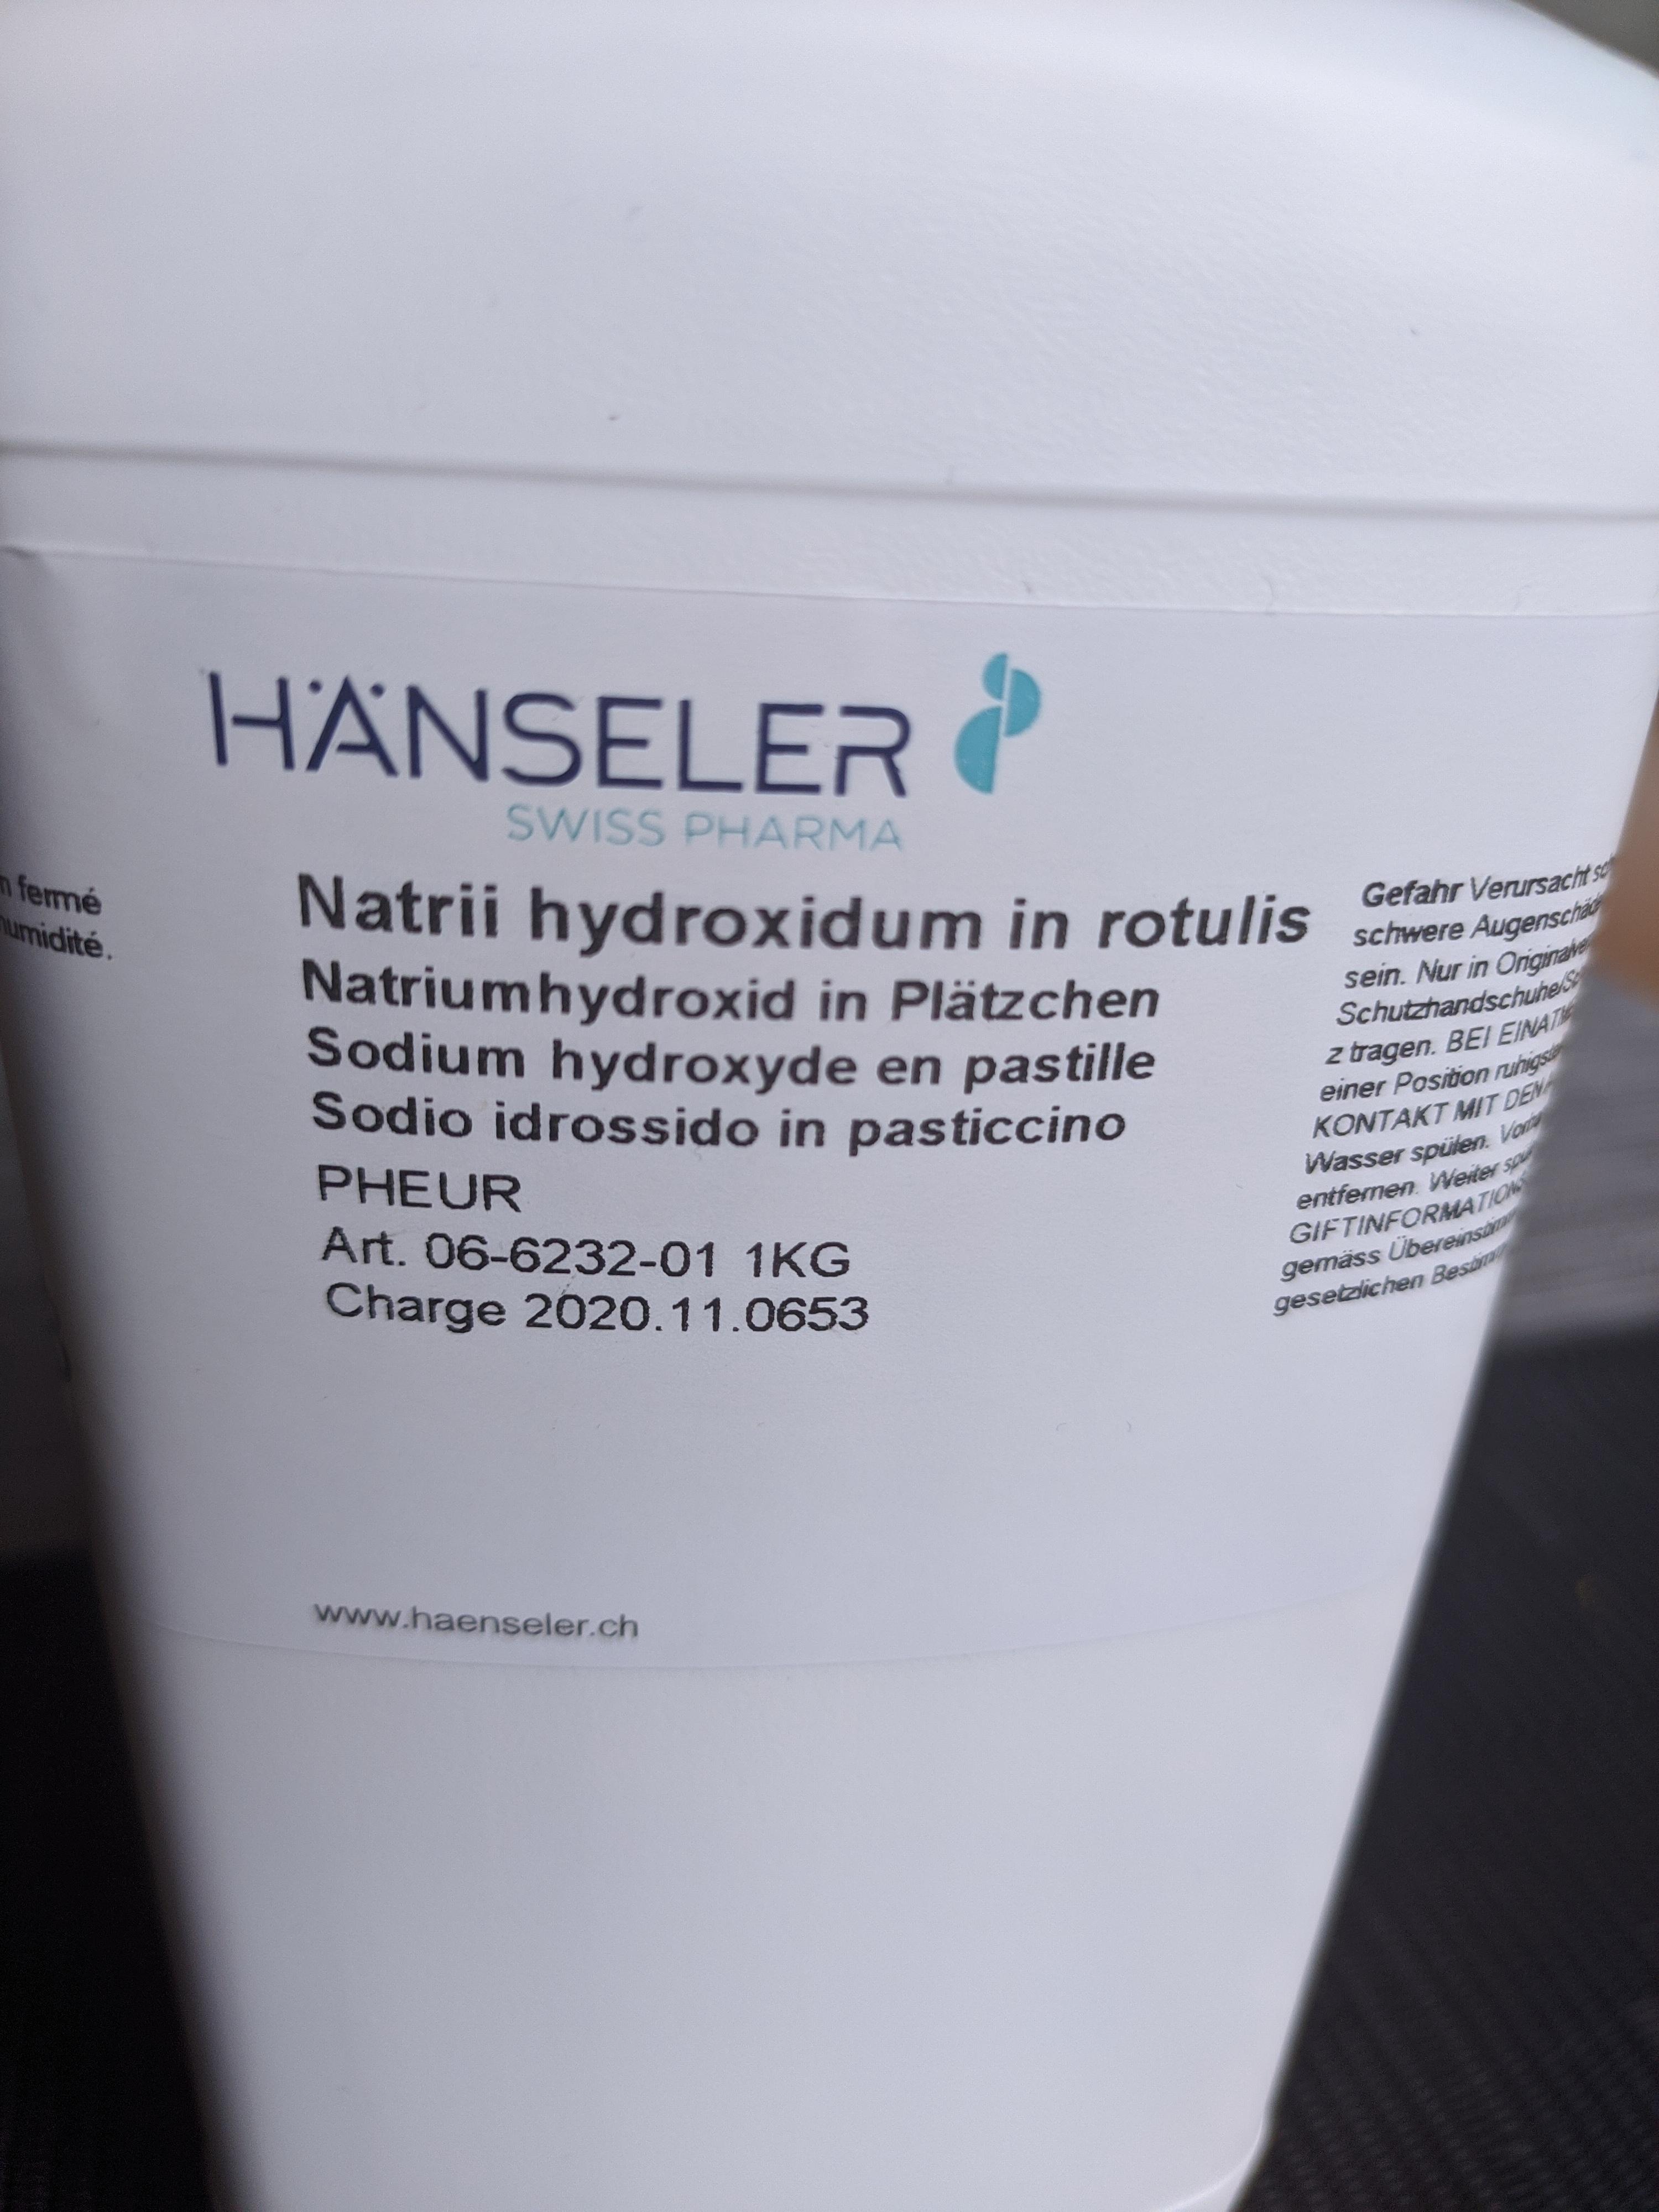 HÄNSELER
SWISS PHARMA
Natrii hydroxidum in rotulis
Natriumhydroxid in Plätzchen
Sodium hydroxyde en pastille
Sodio idrossido in pasticcino
PHEUR
Art. 06-6232-01 1KG
Charge 2020.11.0653
www.haenseler.ch
fermé
Gefahr Verursacht
schwere
sein. Nur in
z tragen. BEI
einer Position
KONTAKT MIT DEN
Wasser spülen.
entfernen. Weiter
gemäss
gesetzlichen